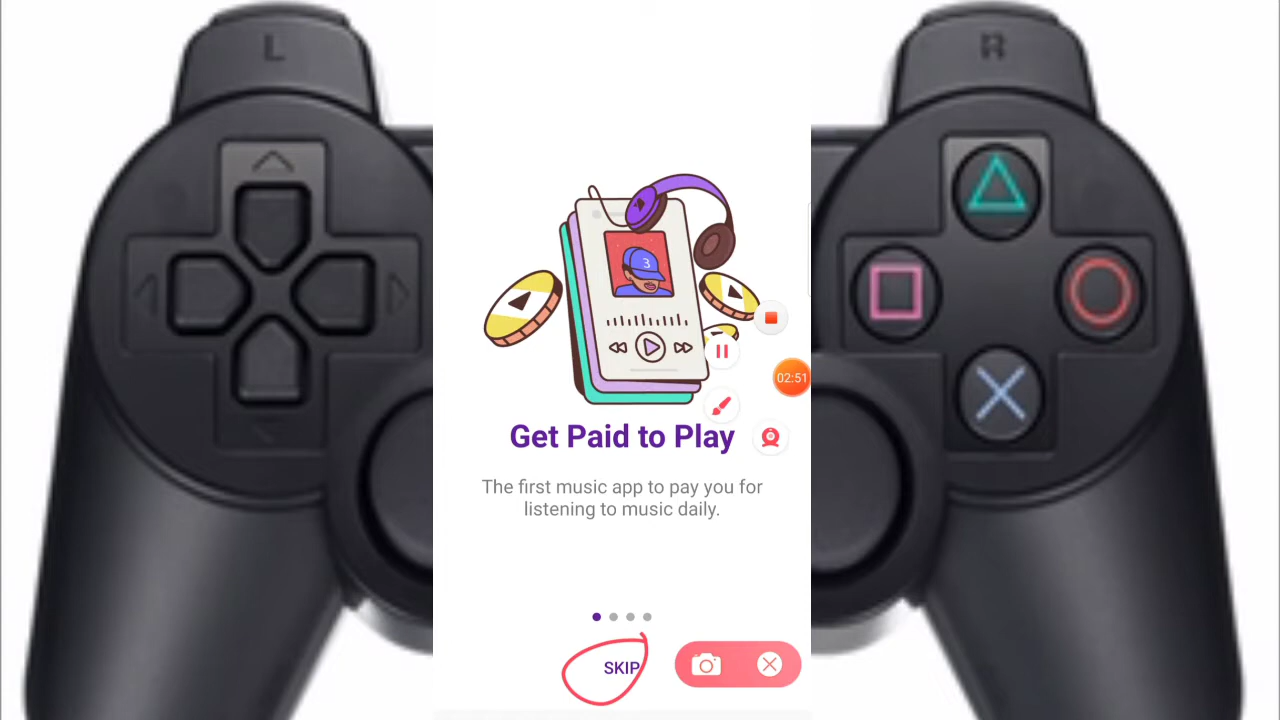 L
R
3
02:51
Get Paid to Play
The first music app to pay you for
listening to music daily.
SKIP